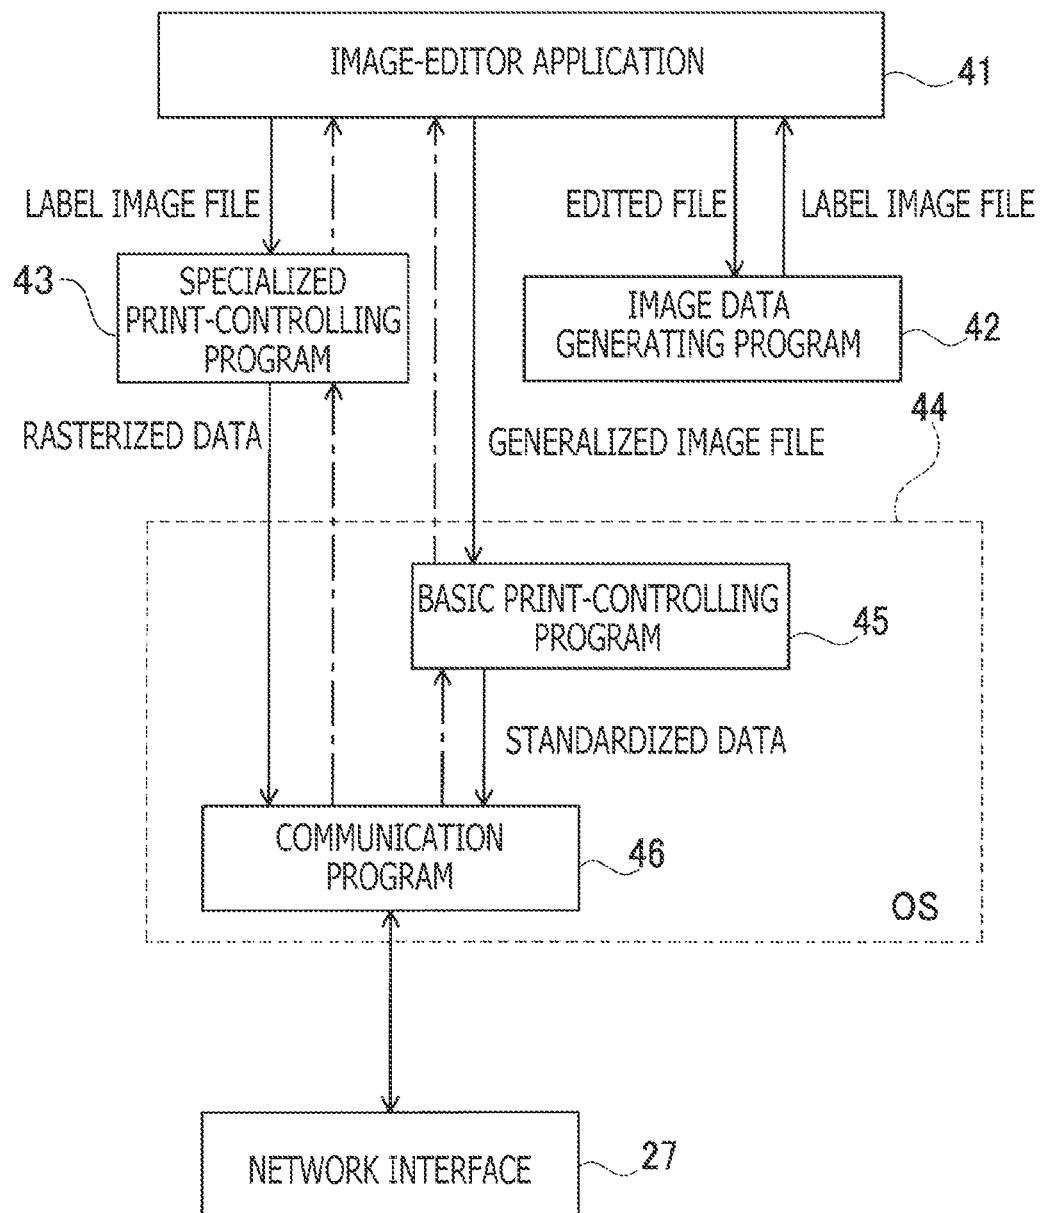 IMAGE-EDITOR APPLICATION
41
LABEL IMAGE FILE
EDITED FILE
LABEL IMAGE FILE
43
SPECIALIZED
PRINT-CONTROLLING
PROGRAM
IMAGE DATA
GENERATING PROGRAM
42
44
RASTERIZED DATA
GENERALIZED IMAGE FILE
BASIC PRINT-CONTROLLING
PROGRAM
45
STANDARDIZED DATA
COMMUNICATION
PROGRAM
46
OS
NETWORK INTERFACE
27